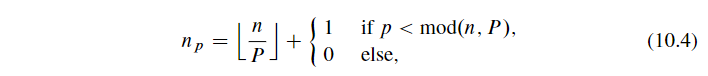 n_p = ⌊n/P⌋ + { 1 if p < mod(n, P), 0 else, (10.4)